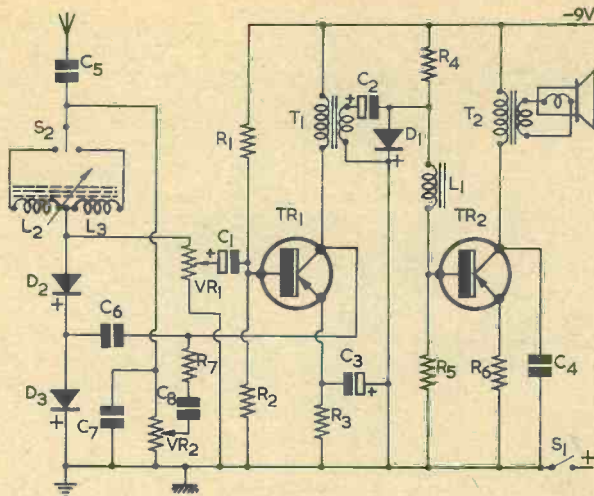 -9V
C5
S2
R1
T1
+
C2
D1
+
R4
T2
L2
L3
TR1
L1
TR2
+
C1
VR1
D2
+
C6
R7
C8
C3
+
R2
R3
R5
R6
C4
D3
+
C7
VR2
S1
+